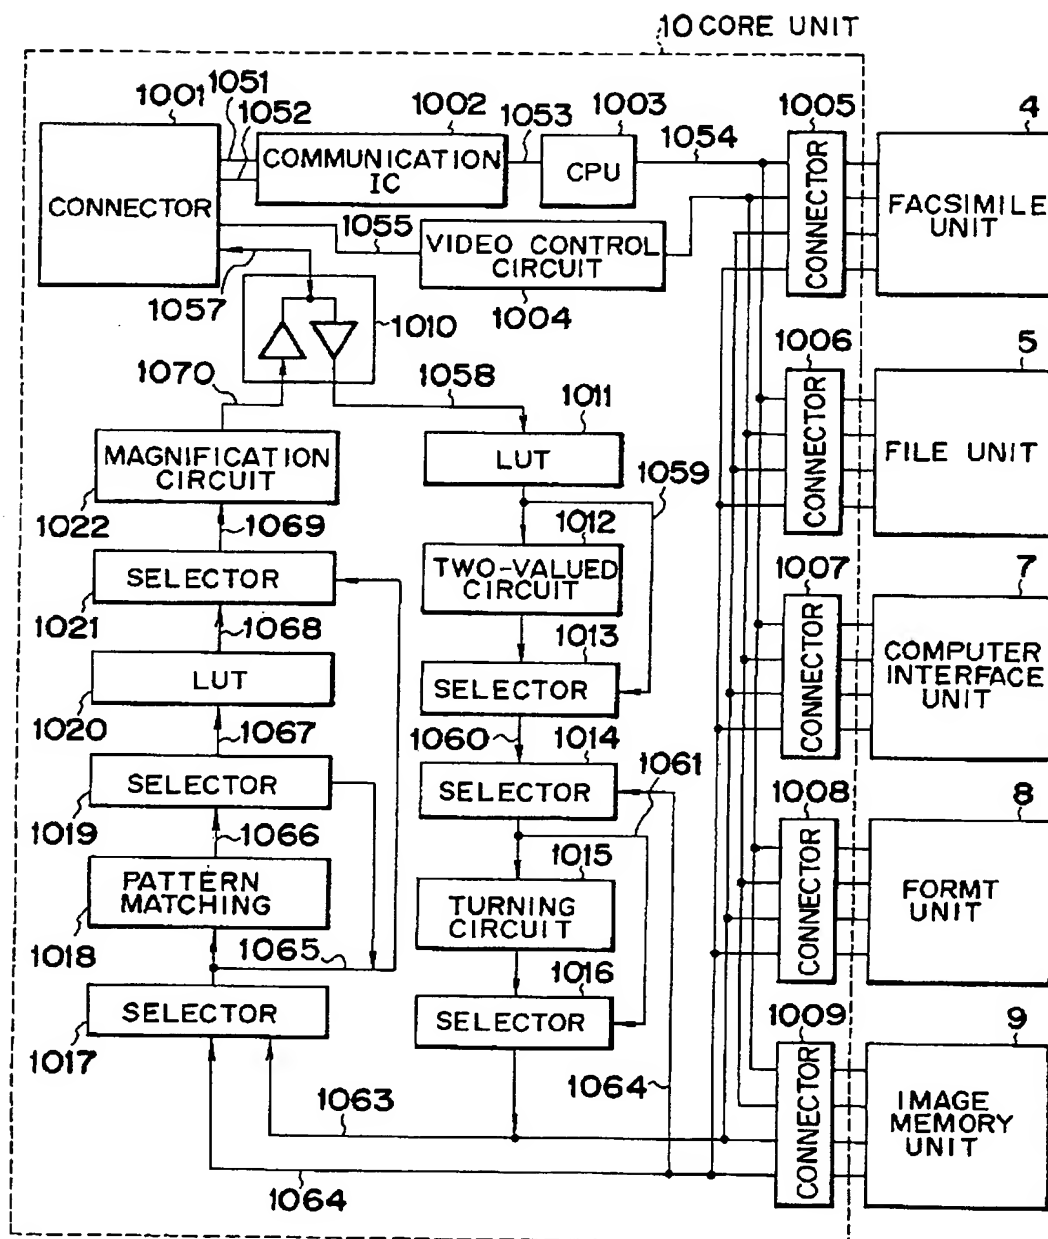 10 CORE UNIT
1051
1001
1052
1002
1053
1003
1054
1005
4
CONNECTOR
COMMUNICATION
IC
CPU
CONNECTOR
FACSIMILE
UNIT
1055
VIDEO CONTROL
CIRCUIT
1057
1004
1010
1006
5
1070
1058
1011
CONNECTOR
FILE UNIT
MAGNIFICATION
CIRCUIT
LUT
1059
1022
1069
1012
SELECTOR
TWO-VALUED
CIRCUIT
1007
7
1021
1068
1013
CONNECTOR
COMPUTER
INTERFACE
UNIT
LUT
SELECTOR
1020
1067
1060
1014
1061
SELECTOR
SELECTOR
1008
8
1019
1066
1015
CONNECTOR
FORMT
UNIT
PATTERN
MATCHING
TURNING
CIRCUIT
1018
1065
1016
SELECTOR
SELECTOR
1009
9
1017
1064
CONNECTOR
IMAGE
MEMORY
UNIT
1063
1064